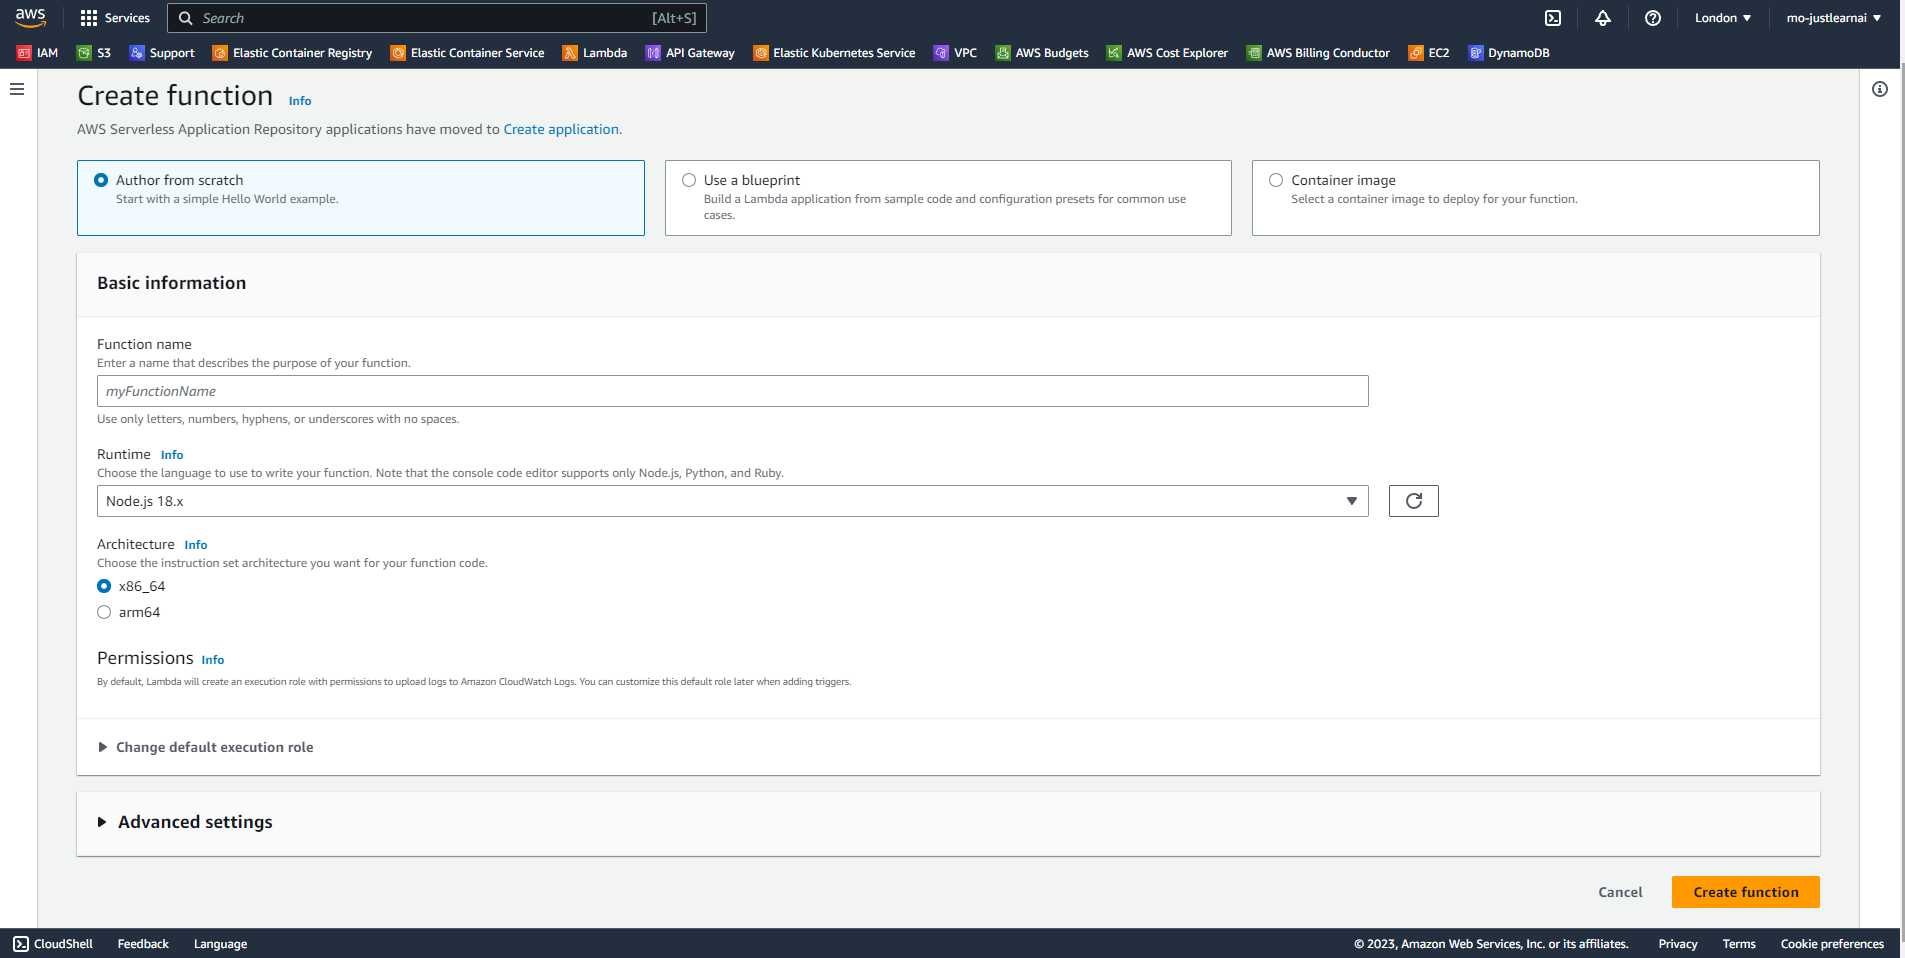 aws Services Search [Alt+S] London ▼ mo-justlearnai ▼
IAM S3 Support Elastic Container Registry Elastic Container Service Lambda API Gateway Elastic Kubernetes Service VPC AWS Budgets AWS Cost Explorer AWS Billing Conductor EC2 DynamoDB
Create function Info
AWS Serverless Application Repository applications have moved to Create application.
Author from scratch
Start with a simple Hello World example.
Use a blueprint
Build a Lambda application from sample code and configuration presets for common use
cases.
Container image
Select a container image to deploy for your function.
Basic information
Function name
Enter a name that describes the purpose of your function.
myFunctionName
Use only letters, numbers, hyphens, or underscores with no spaces.
Runtime Info
Choose the language to use to write your function. Note that the console code editor supports only Node.js, Python, and Ruby.
Node.js 18.x
Architecture Info
Choose the instruction set architecture you want for your function code.
x86_64
arm64
Permissions Info
By default, Lambda will create an execution role with permissions to upload logs to Amazon CloudWatch Logs. You can customize this default role later when adding triggers.
Change default execution role
Advanced settings
Cancel Create function
CloudShell Feedback Language © 2023, Amazon Web Services, Inc. or its affiliates. Privacy Terms Cookie preferences